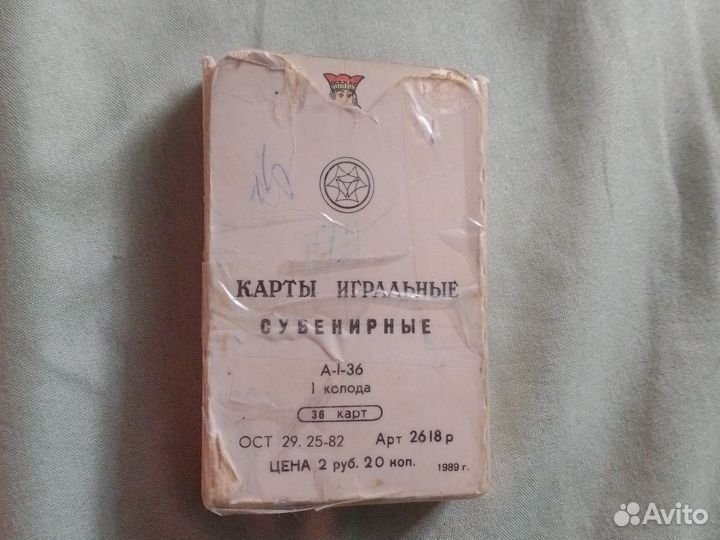 КАРТЫ ИГРАЛЬНЫЕ
СУВЕНИРНЫЕ
А-I-36
1 колода
36 карт
ОСТ 29. 25-82 Арт 2618 р
ЦЕНА 2 руб. 20 коп. 1989 г.
Avito